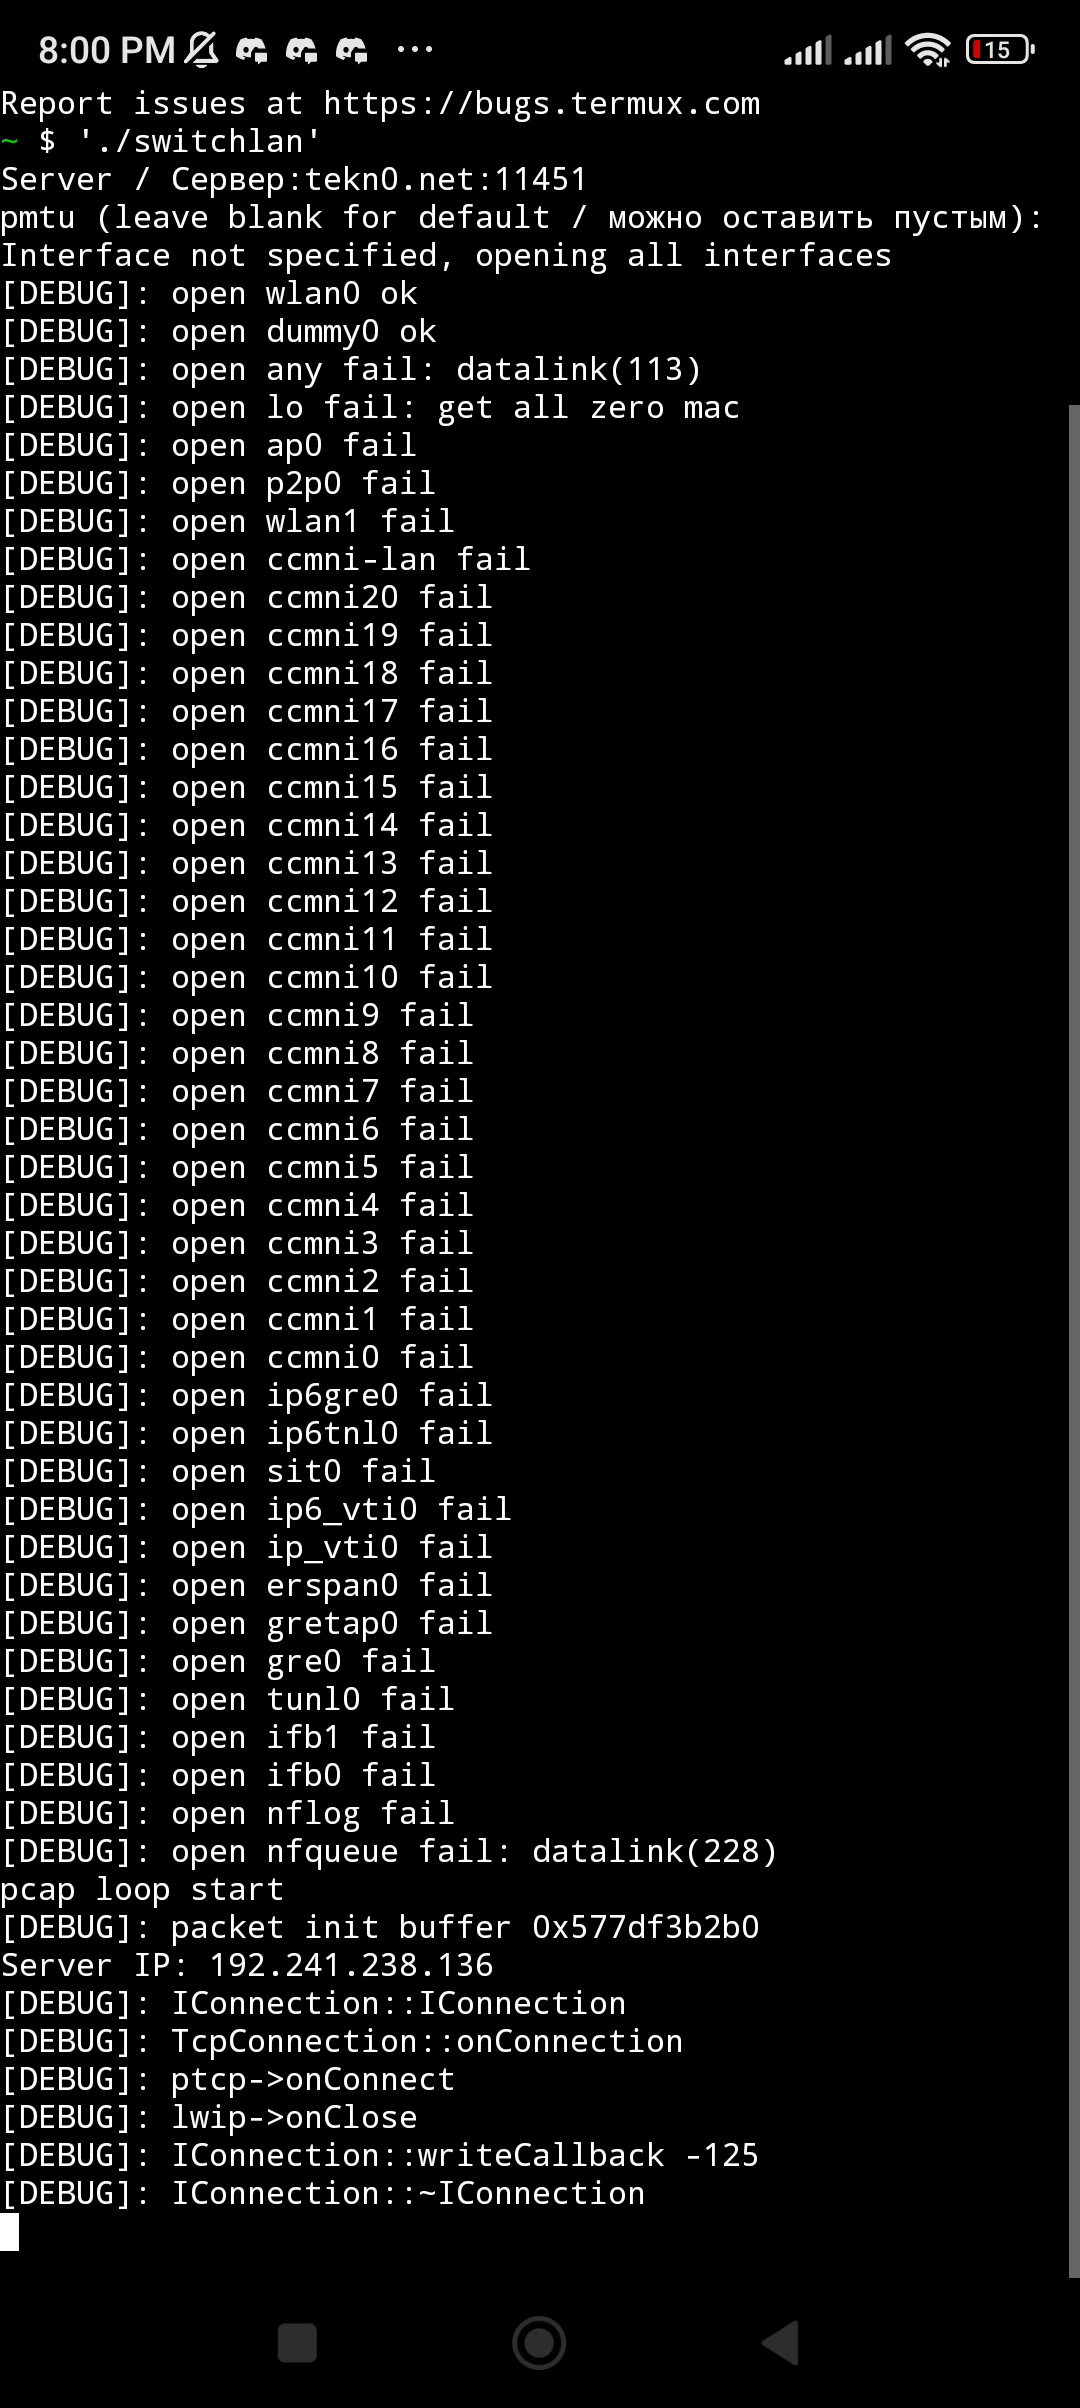 8:00 PM 15
Report issues at https://bugs.termux.com
~ $ './switchlan'
Server / Сервер:tekn0.net:11451
pmtu (leave blank for default / можно оставить пустым):
Interface not specified, opening all interfaces
[DEBUG]: open wlan0 ok
[DEBUG]: open dummy0 ok
[DEBUG]: open any fail: datalink(113)
[DEBUG]: open lo fail: get all zero mac
[DEBUG]: open ap0 fail
[DEBUG]: open p2p0 fail
[DEBUG]: open wlan1 fail
[DEBUG]: open ccmni-lan fail
[DEBUG]: open ccmni20 fail
[DEBUG]: open ccmni19 fail
[DEBUG]: open ccmni18 fail
[DEBUG]: open ccmni17 fail
[DEBUG]: open ccmni16 fail
[DEBUG]: open ccmni15 fail
[DEBUG]: open ccmni14 fail
[DEBUG]: open ccmni13 fail
[DEBUG]: open ccmni12 fail
[DEBUG]: open ccmni11 fail
[DEBUG]: open ccmni10 fail
[DEBUG]: open ccmni9 fail
[DEBUG]: open ccmni8 fail
[DEBUG]: open ccmni7 fail
[DEBUG]: open ccmni6 fail
[DEBUG]: open ccmni5 fail
[DEBUG]: open ccmni4 fail
[DEBUG]: open ccmni3 fail
[DEBUG]: open ccmni2 fail
[DEBUG]: open ccmni1 fail
[DEBUG]: open ccmni0 fail
[DEBUG]: open ip6gre0 fail
[DEBUG]: open ip6tnl0 fail
[DEBUG]: open sit0 fail
[DEBUG]: open ip6_vti0 fail
[DEBUG]: open ip_vti0 fail
[DEBUG]: open erspan0 fail
[DEBUG]: open gretap0 fail
[DEBUG]: open gre0 fail
[DEBUG]: open tunl0 fail
[DEBUG]: open ifb1 fail
[DEBUG]: open ifb0 fail
[DEBUG]: open nflog fail
[DEBUG]: open nfqueue fail: datalink(228)
pcap loop start
[DEBUG]: packet init buffer 0x577df3b2b0
Server IP: 192.241.238.136
[DEBUG]: IConnection::IConnection
[DEBUG]: TcpConnection::onConnection
[DEBUG]: ptcp->onConnect
[DEBUG]: lwip->onClose
[DEBUG]: IConnection::writeCallback -125
[DEBUG]: IConnection::~IConnection